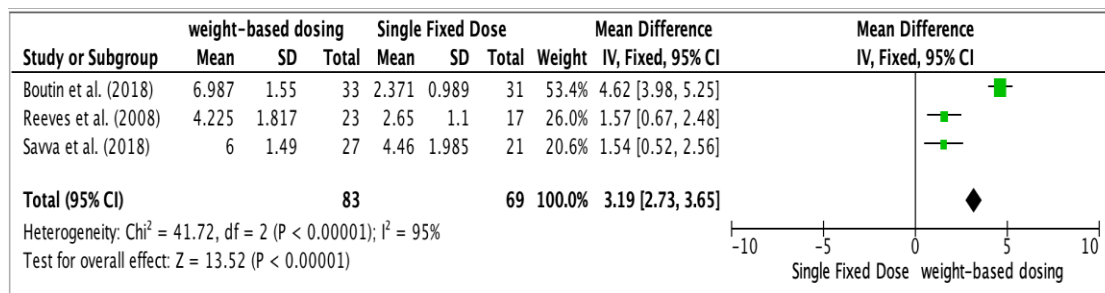 weight-based dosing Single Fixed Dose Mean Difference Mean Difference
Study or Subgroup Mean SD Total Mean SD Total Weight IV, Fixed, 95% CI IV, Fixed, 95% CI
Boutin et al. (2018) 6.987 1.55 33 2.371 0.989 31 53.4% 4.62 [3.98, 5.25]
Reeves et al. (2008) 4.225 1.817 23 2.65 1.1 17 26.0% 1.57 [0.67, 2.48]
Savva et al. (2018) 6 1.49 27 4.46 1.985 21 20.6% 1.54 [0.52, 2.56]
Total (95% CI) 83 69 100.0% 3.19 [2.73, 3.65]
Heterogeneity: Chi² = 41.72, df = 2 (P < 0.00001); I² = 95%
Test for overall effect: Z = 13.52 (P < 0.00001)
-10 -5 0 5 10
Single Fixed Dose weight-based dosing